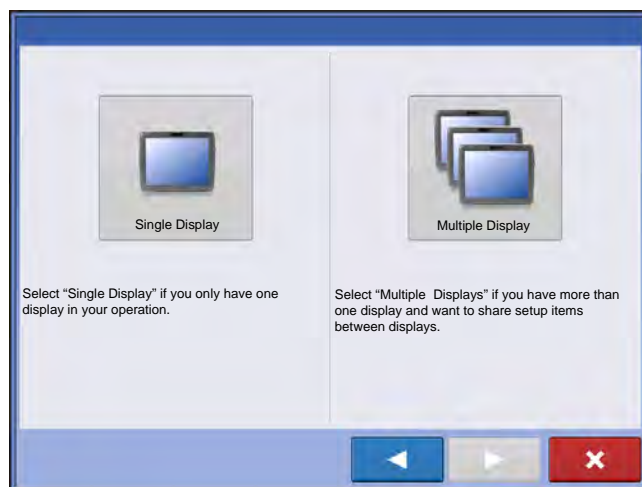 Single Display
Select “Single Display” if you only have one
display in your operation.
Multiple Display
Select “Multiple  Displays” if you have more than
one display and want to share setup items
between displays.